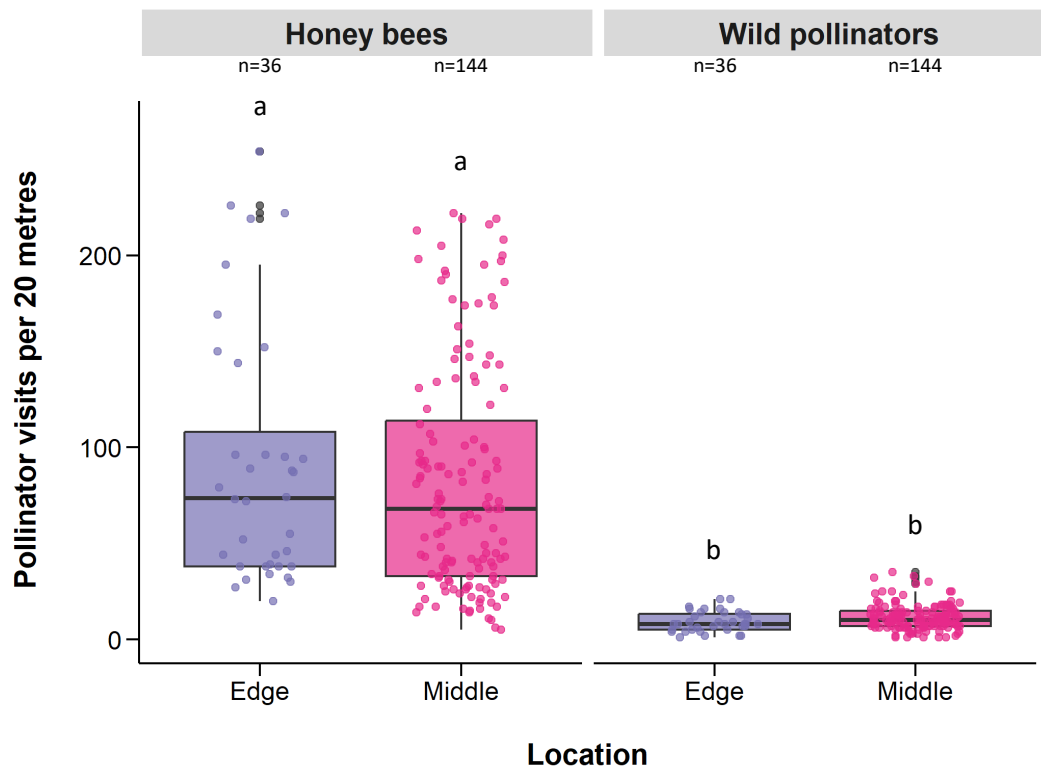 Honey bees
Wild pollinators
n=36
n=144
n=36
n=144
a
a
b
b
Pollinator visits per 20 metres
200
100
0
Edge
Middle
Edge
Middle
Location